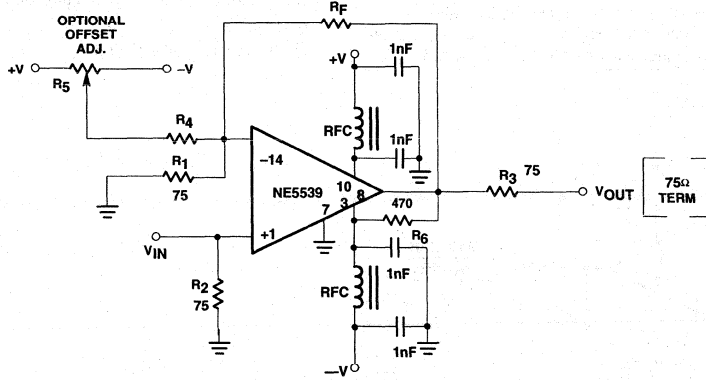 OPTIONAL
OFFSET
ADJ.
RF
+V
–V
R5
+V
1nF
R4
RFC
1nF
R1
75
–14
NE5539
10
8
3
7
R3 75
VOUT
75Ω
TERM
470
R6
+1
VIN
1nF
R2
75
RFC
1nF
–V